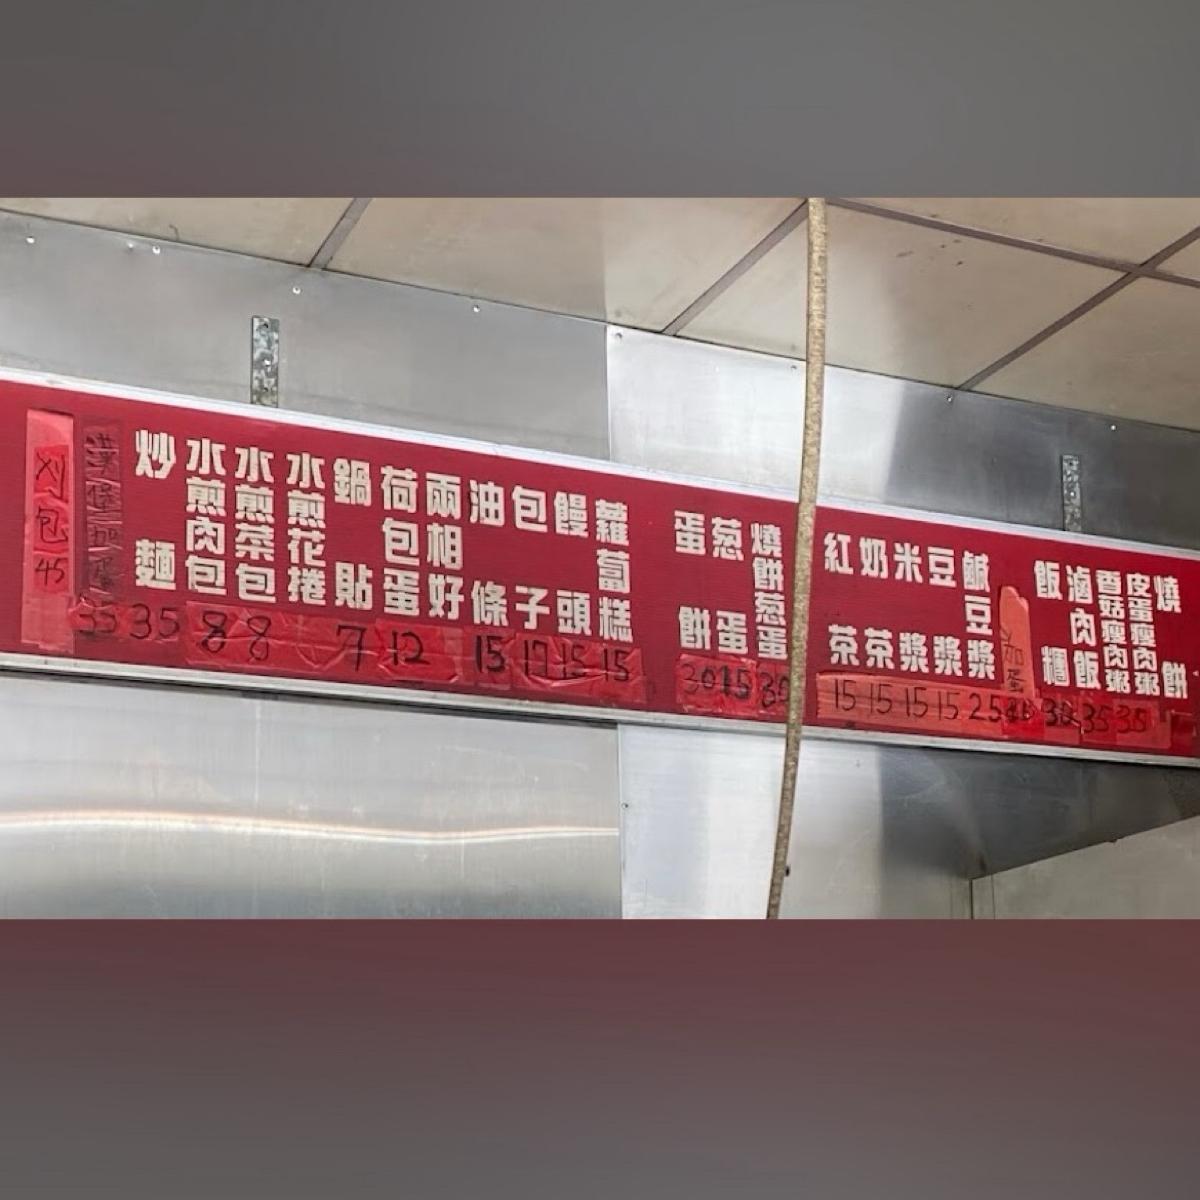 燒餅
皮蛋瘦肉粥 35
香菇瘦肉粥 35
滷肉飯
飯糰
加蛋
鹹豆漿 25
豆漿 15
米漿 15
奶茶 15
紅茶 15
燒餅葱蛋 30
葱蛋 15
蛋餅 30
蘿蔔糕 15
饅頭 15
包子 17
油條 15
兩相好
荷包蛋 12
鍋貼 7
水煎花捲
水煎菜包 8
水煎肉包 8
炒麵 35
漢堡加蛋 35
刈包 45